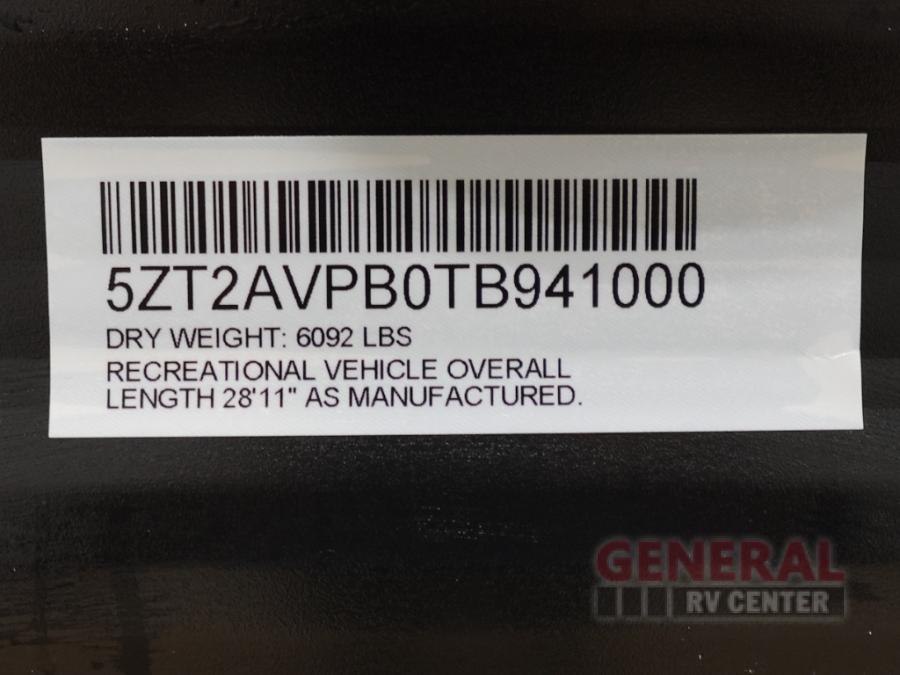 5ZT2AVPB0TB941000
DRY WEIGHT: 6092 LBS
RECREATIONAL VEHICLE OVERALL
LENGTH 28'11" AS MANUFACTURED.
GENERAL
RV CENTER